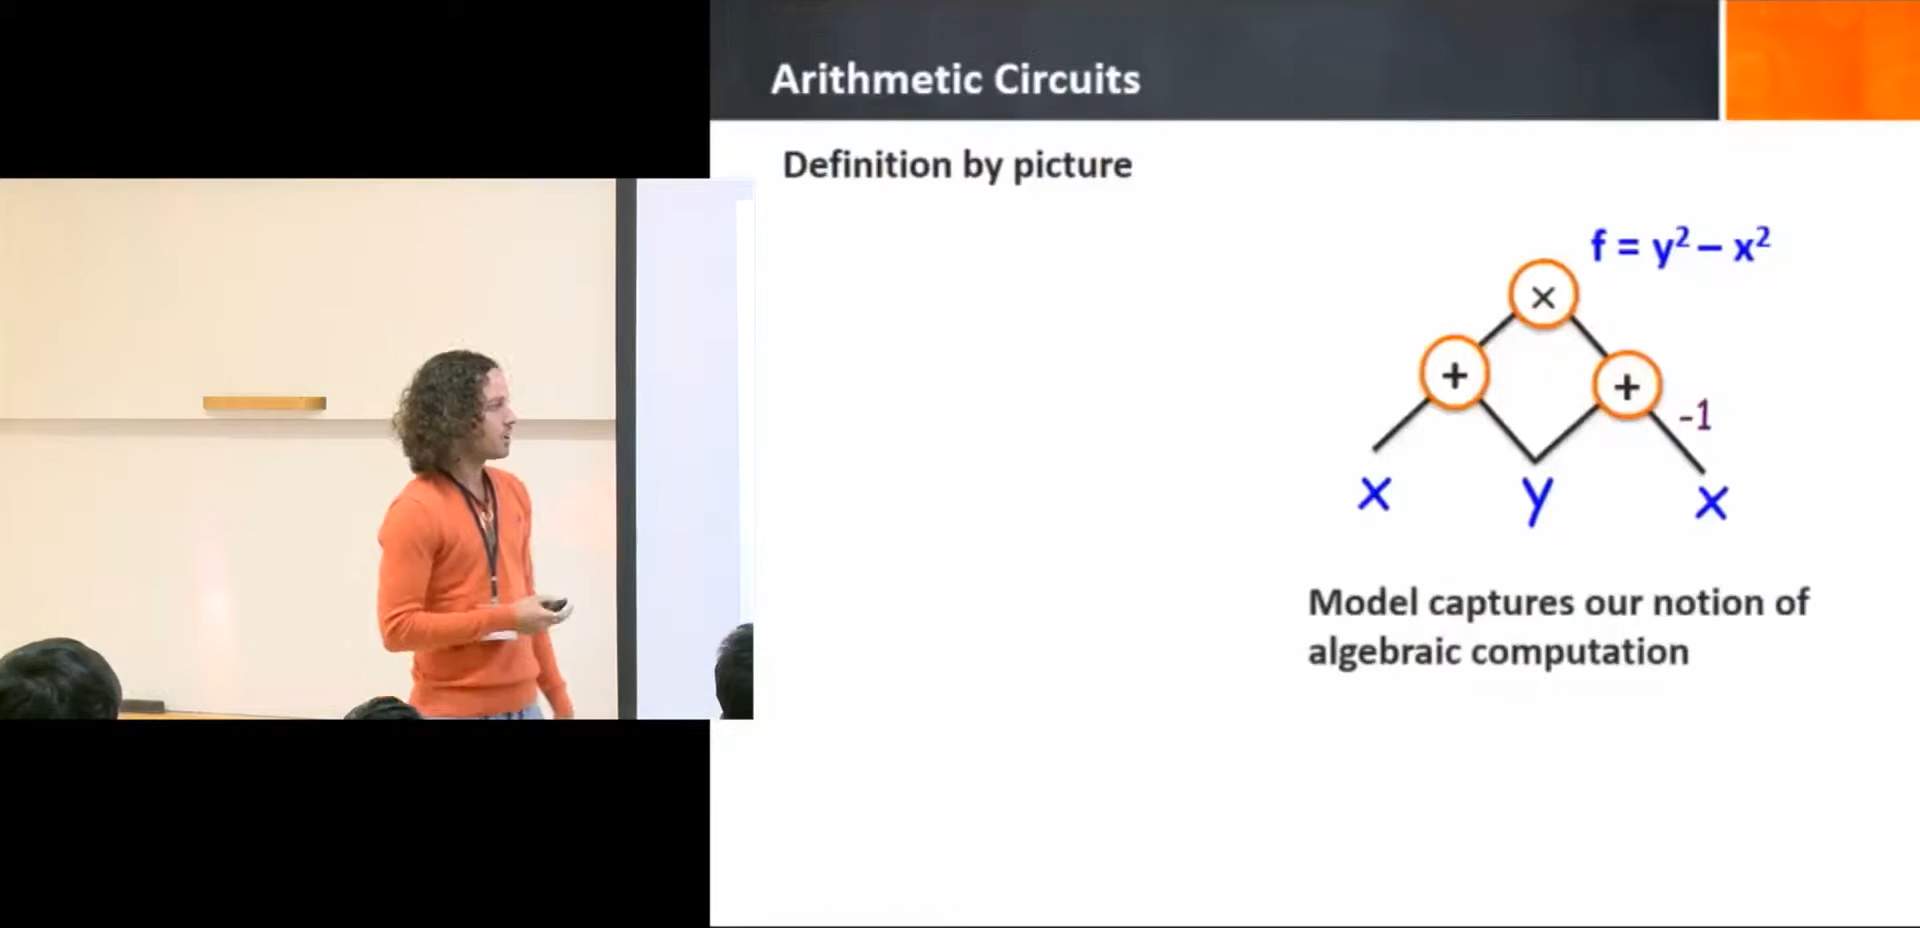 Arithmetic Circuits
Definition by picture
f = y² – x²
×
+
+
-1
x
y
x
Model captures our notion of
algebraic computation